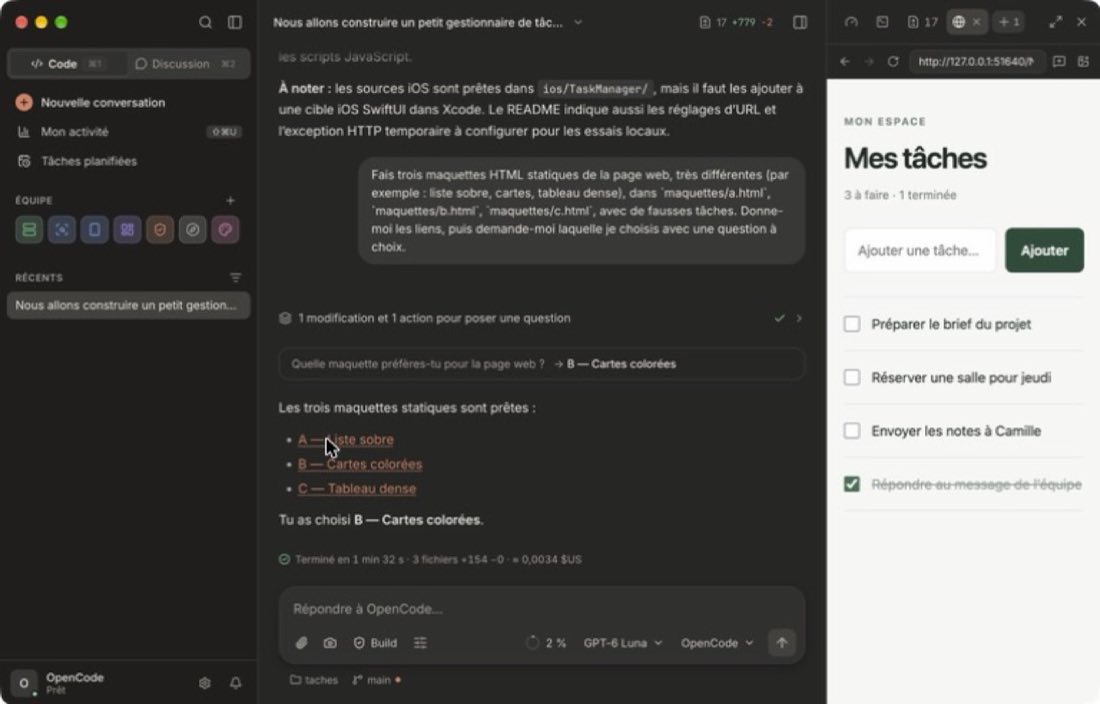 Code ⌘1
Discussion ⌘2
Nouvelle conversation
Mon activité ⇧⌘U
Tâches planifiées
ÉQUIPE
RÉCENTS
Nous allons construire un petit gestion...
OpenCode
Prêt
Nous allons construire un petit gestionnaire de tâc...
17 +779 -2
les scripts JavaScript.
À noter : les sources iOS sont prêtes dans ios/TaskManager/, mais il faut les ajouter à
une cible iOS SwiftUI dans Xcode. Le README indique aussi les réglages d'URL et
l'exception HTTP temporaire à configurer pour les essais locaux.
Fais trois maquettes HTML statiques de la page web, très différentes (par
exemple : liste sobre, cartes, tableau dense), dans `maquettes/a.html`,
`maquettes/b.html`, `maquettes/c.html`, avec de fausses tâches. Donne-
moi les liens, puis demande-moi laquelle je choisis avec une question à
choix.
1 modification et 1 action pour poser une question
Quelle maquette préfères-tu pour la page web ? → B — Cartes colorées
Les trois maquettes statiques sont prêtes :
• A — Liste sobre
• B — Cartes colorées
• C — Tableau dense
Tu as choisi B — Cartes colorées.
Terminé en 1 min 32 s · 3 fichiers +154 −0 · ≈ 0,0034 $US
Répondre à OpenCode...
Build
2 %
GPT-6 Luna
OpenCode
taches
main
17
+ 1
http://127.0.0.1:51640/
MON ESPACE
Mes tâches
3 à faire · 1 terminée
Ajouter une tâche...
Ajouter
Préparer le brief du projet
Réserver une salle pour jeudi
Envoyer les notes à Camille
Répondre au message de l'équipe